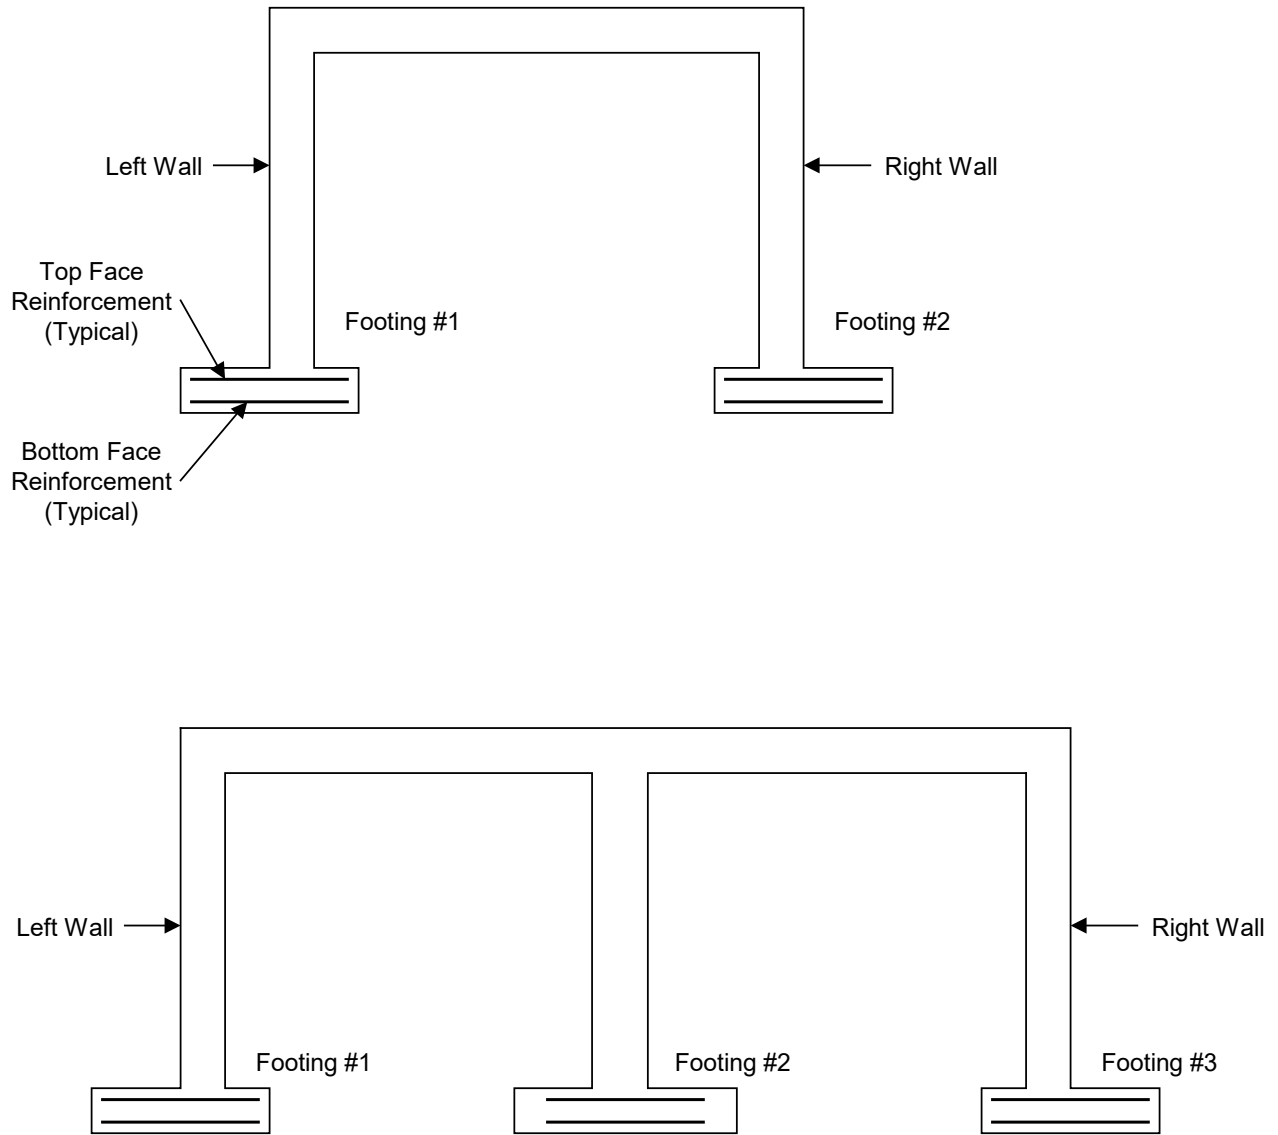 Left Wall
Right Wall
Top Face
Reinforcement
(Typical)
Footing #1
Footing #2
Bottom Face
Reinforcement
(Typical)
Left Wall
Right Wall
Footing #1
Footing #2
Footing #3